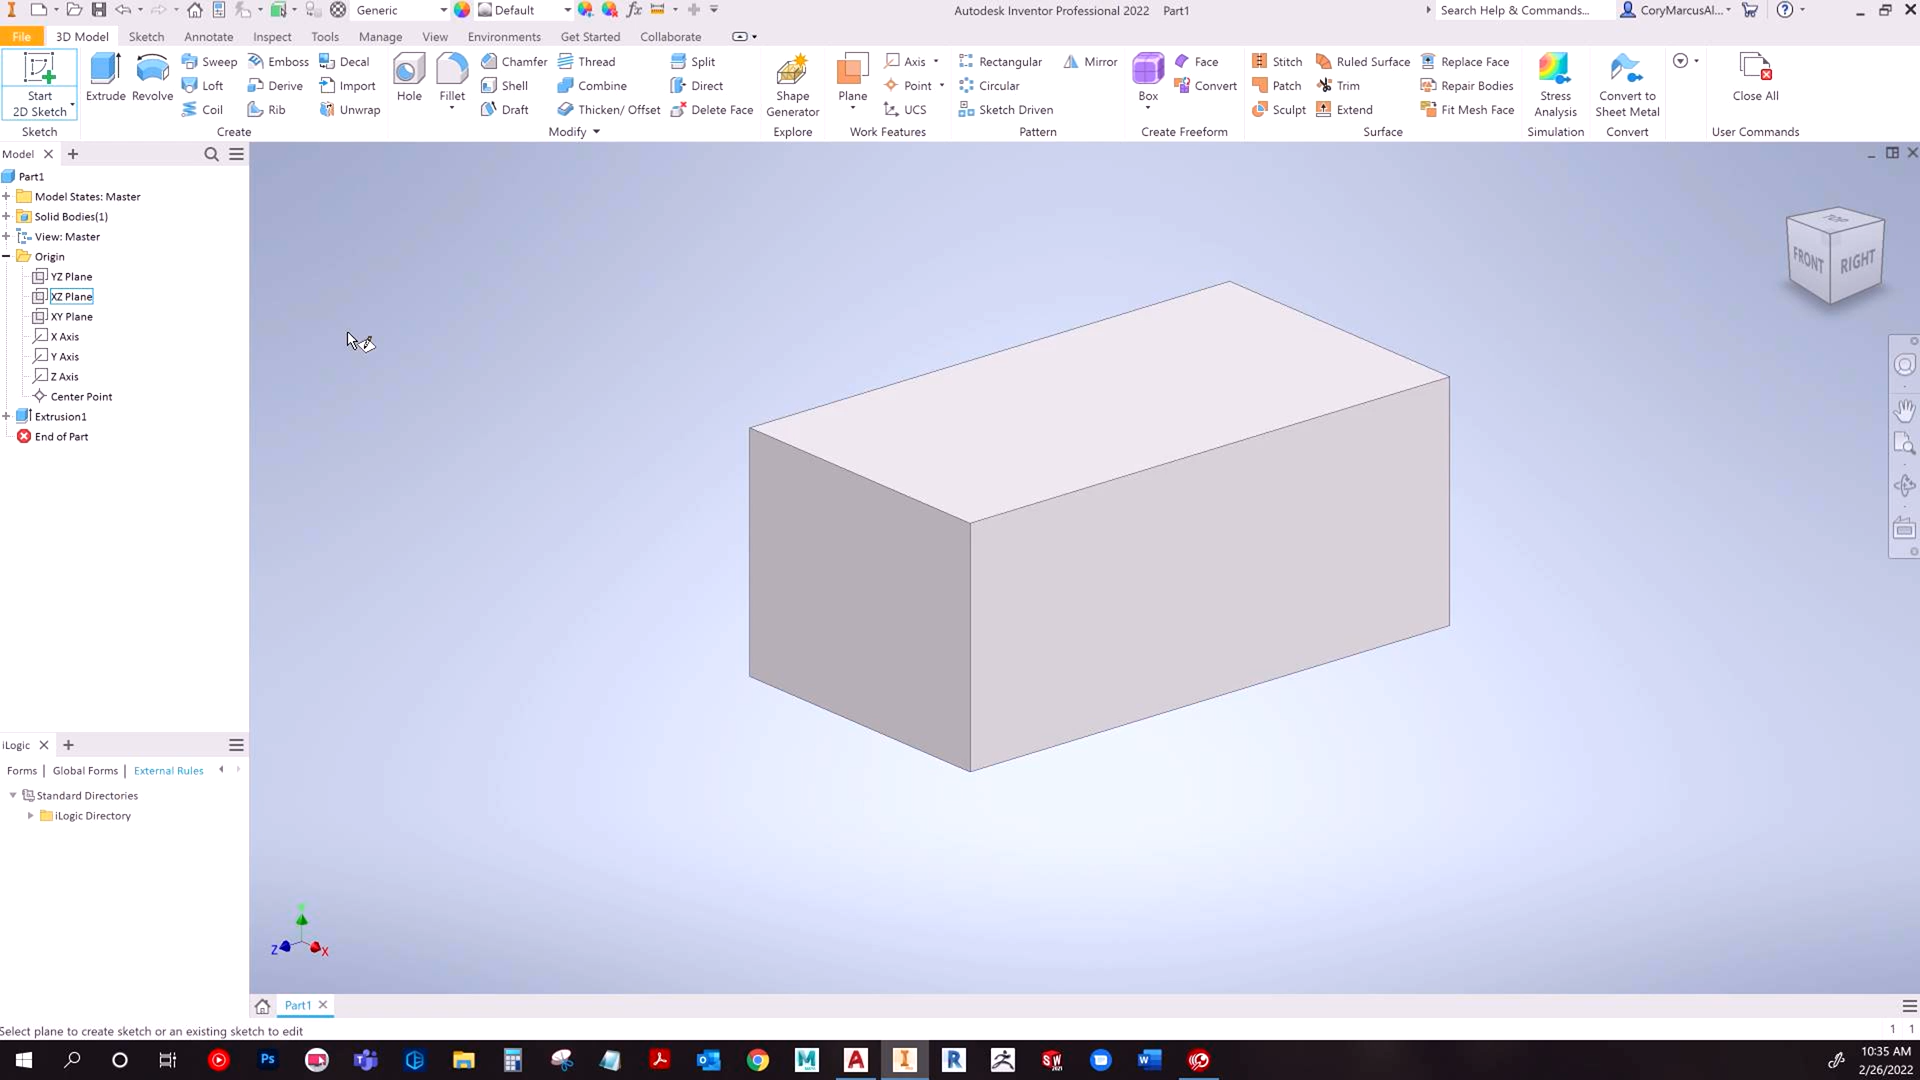 Generic
Default
Autodesk Inventor Professional 2022 Part1
Search Help & Commands...
CoryMarcusAl...
File 3D Model Sketch Annotate Inspect Tools Manage View Environments Get Started Collaborate
Start
2D Sketch
Sketch
Extrude
Revolve
Sweep
Loft
Coil
Emboss
Derive
Rib
Decal
Import
Unwrap
Create
Hole
Fillet
Chamfer
Shell
Draft
Thread
Combine
Thicken/ Offset
Split
Direct
Delete Face
Modify
Shape
Generator
Explore
Plane
Axis
Point
UCS
Work Features
Rectangular
Circular
Sketch Driven
Mirror
Pattern
Box
Face
Convert
Create Freeform
Stitch
Patch
Sculpt
Ruled Surface
Trim
Extend
Replace Face
Repair Bodies
Fit Mesh Face
Surface
Stress
Analysis
Simulation
Convert to
Sheet Metal
Convert
Close All
User Commands
Model
Part1
Model States: Master
Solid Bodies(1)
View: Master
Origin
YZ Plane
XZ Plane
XY Plane
X Axis
Y Axis
Z Axis
Center Point
Extrusion1
End of Part
TOP
FRONT
RIGHT
iLogic
Forms | Global Forms | External Rules
Standard Directories
iLogic Directory
Z
X
Part1
Select plane to create sketch or an existing sketch to edit
1 1
10:35 AM
2/26/2022